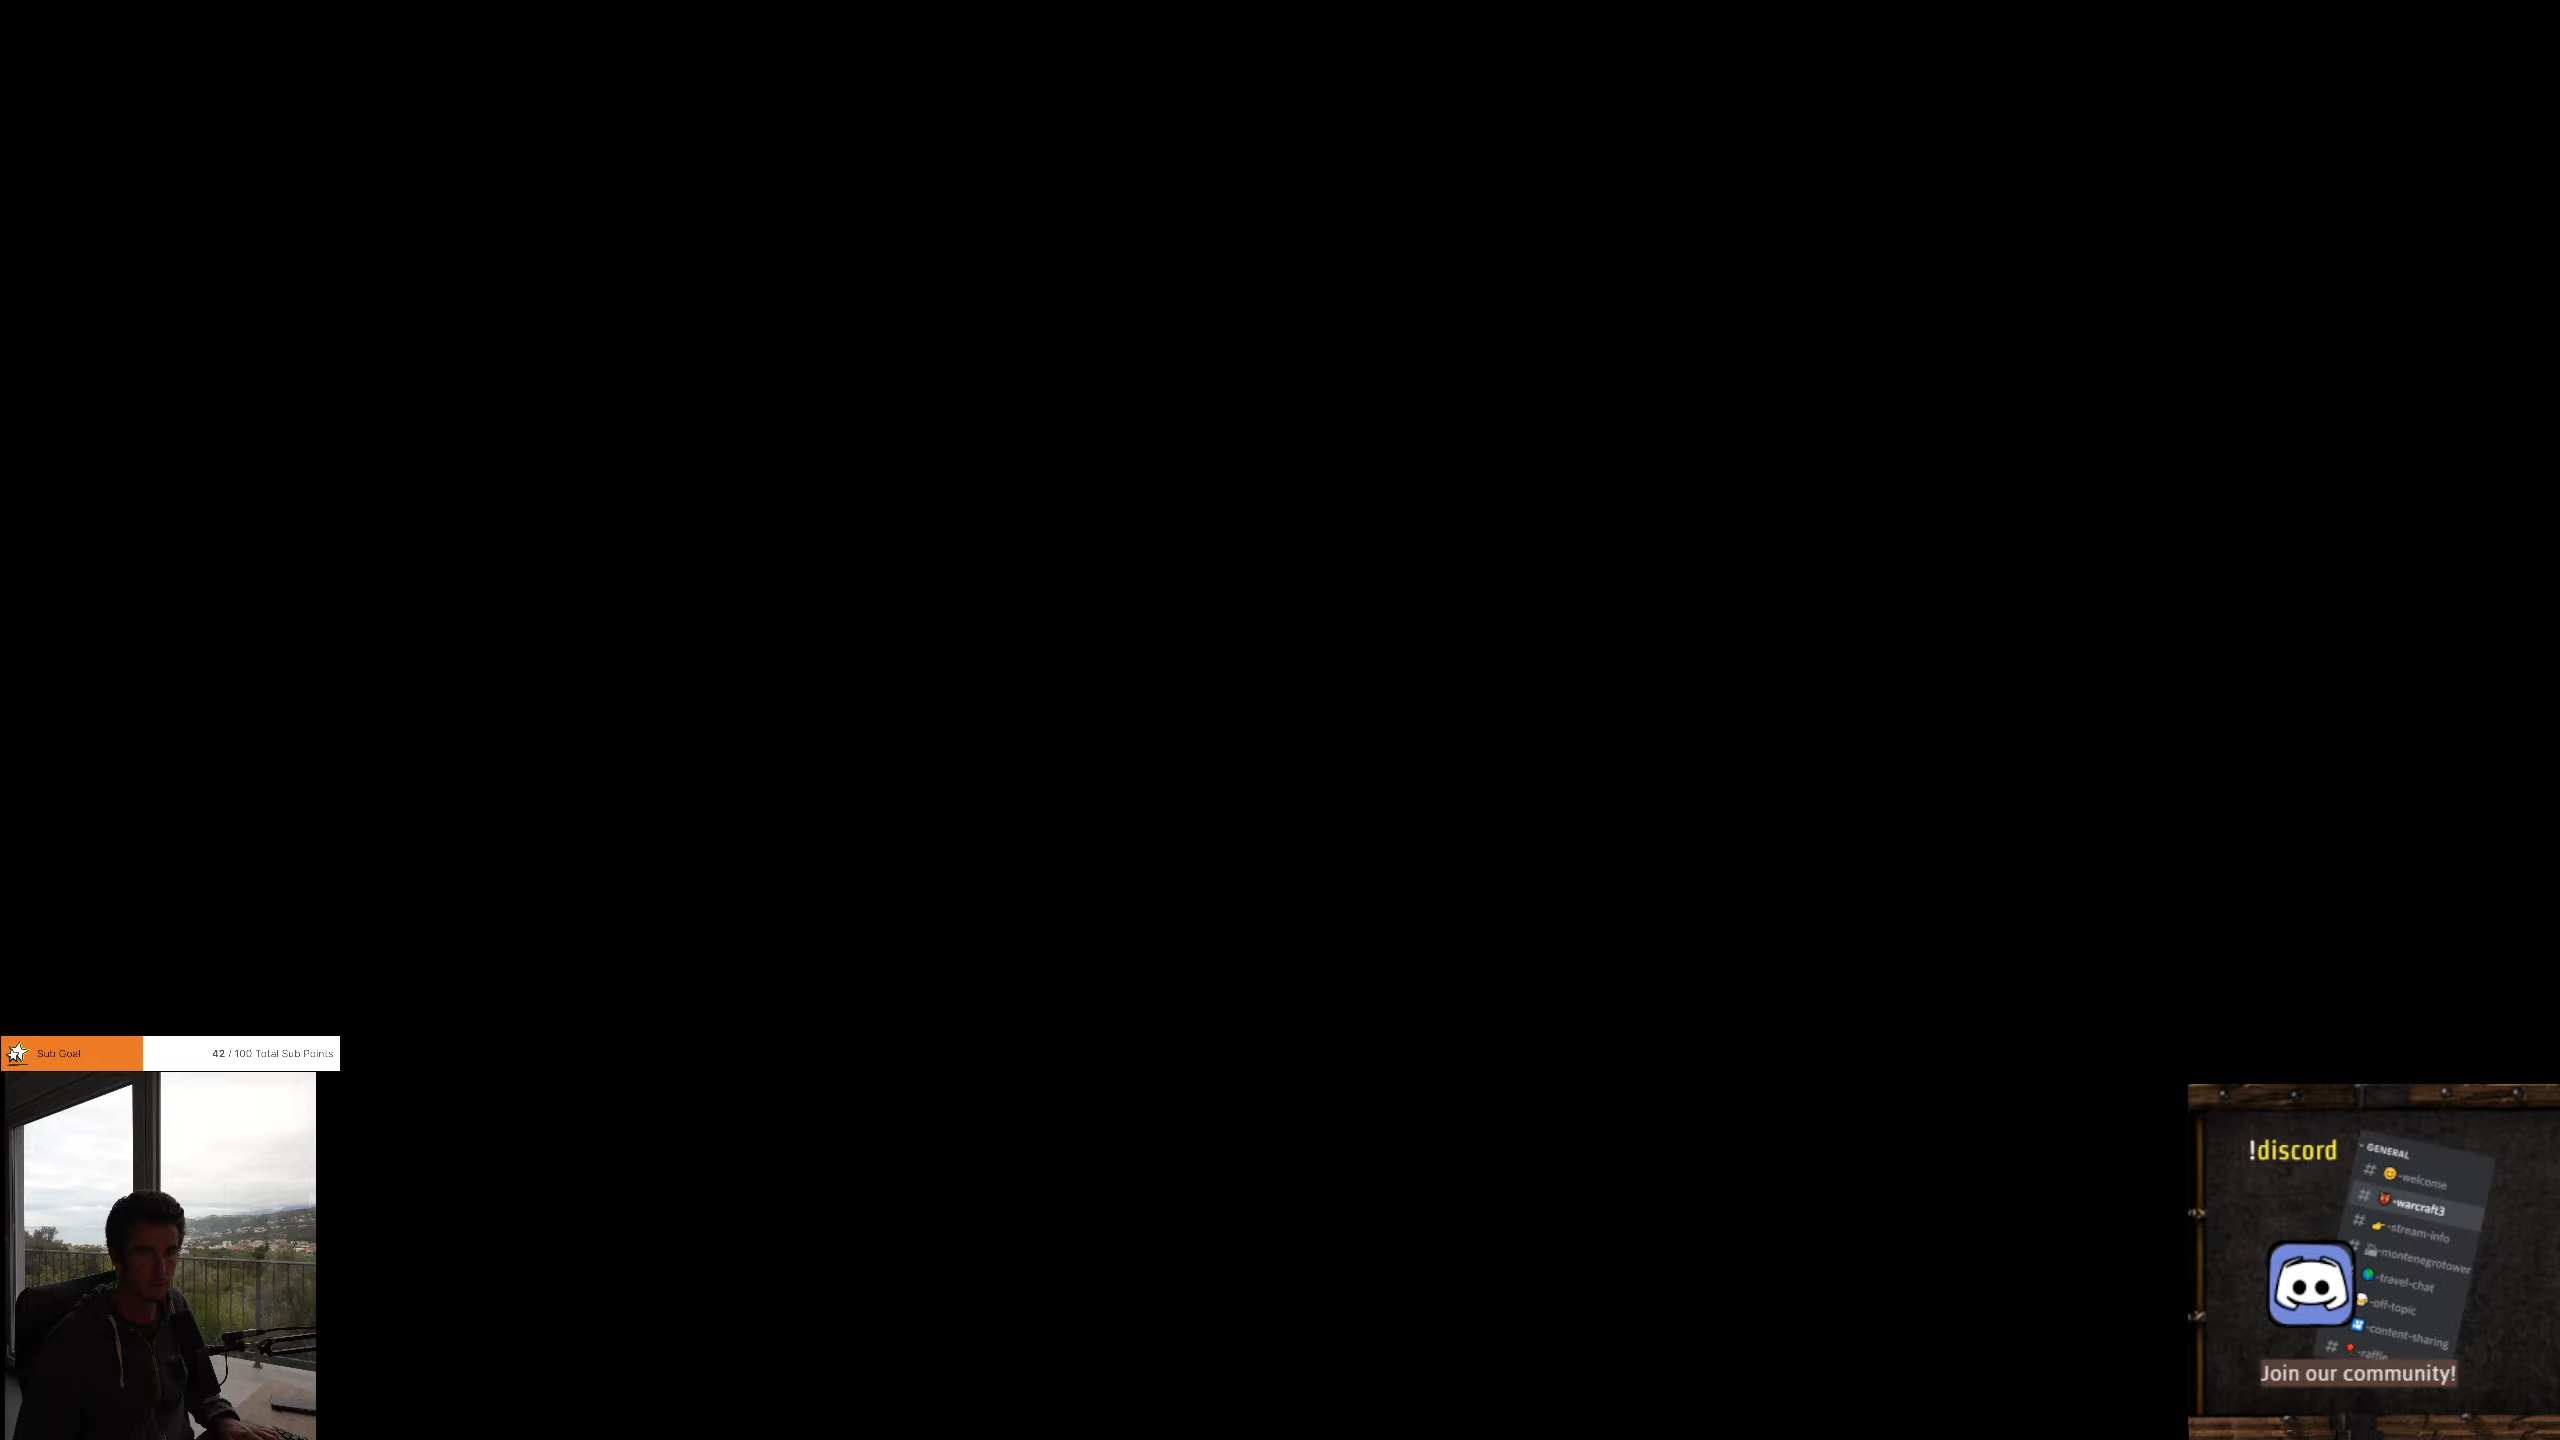 Sub Goal
42 / 100 Total Sub Points
!discord
GENERAL
# 😊-welcome
# 👹-warcraft3
# 👉-stream-info
# -montenegrotower
-travel-chat
🍺-off-topic
-content-sharing
# 🎈-raffle
Join our community!